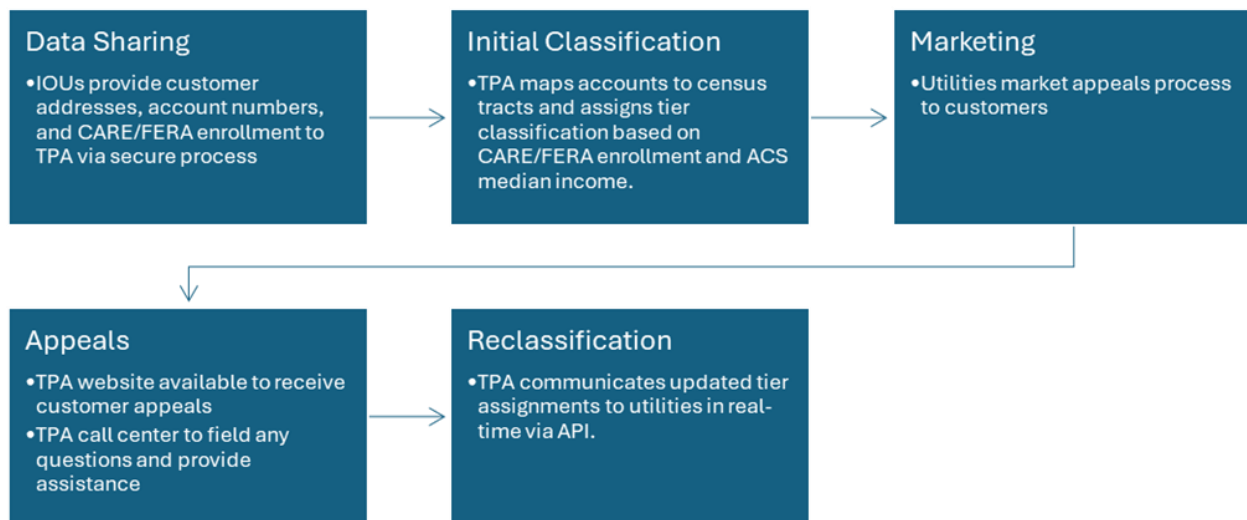 Data Sharing
•IOUs provide customer
addresses, account numbers,
and CARE/FERA enrollment to
TPA via secure process
Initial Classification
•TPA maps accounts to census
tracts and assigns tier
classification based on
CARE/FERA enrollment and ACS
median income.
Marketing
•Utilities market appeals process
to customers
Appeals
•TPA website available to receive
customer appeals
•TPA call center to field any
questions and provide
assistance
Reclassification
•TPA communicates updated tier
assignments to utilities in real-
time via API.